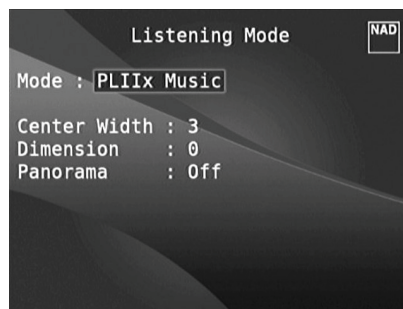 Listening Mode
NAD
Mode : PLIIx Music
Center Width : 3
Dimension : 0
Panorama : Off